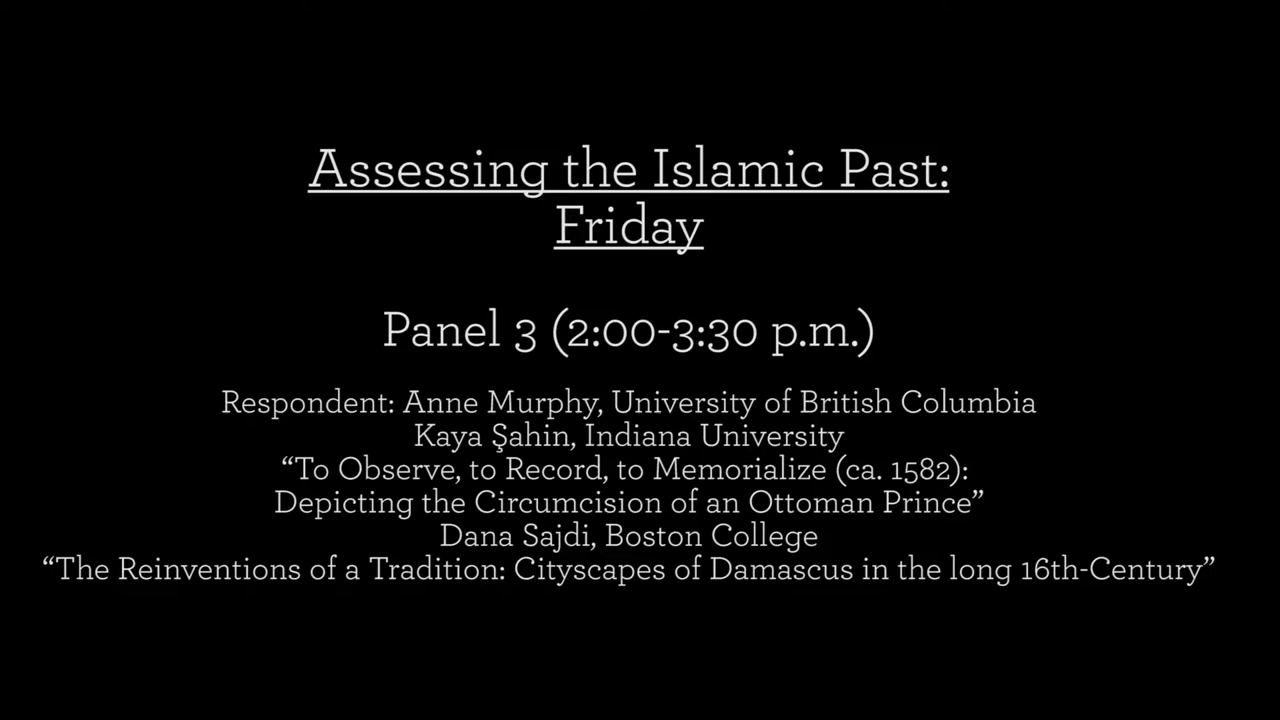 Assessing the Islamic Past:
Friday
Panel 3 (2:00-3:30 p.m.)
Respondent: Anne Murphy, University of British Columbia
Kaya Şahin, Indiana University
“To Observe, to Record, to Memorialize (ca. 1582):
Depicting the Circumcision of an Ottoman Prince”
Dana Sajdi, Boston College
“The Reinventions of a Tradition: Cityscapes of Damascus in the long 16th-Century”